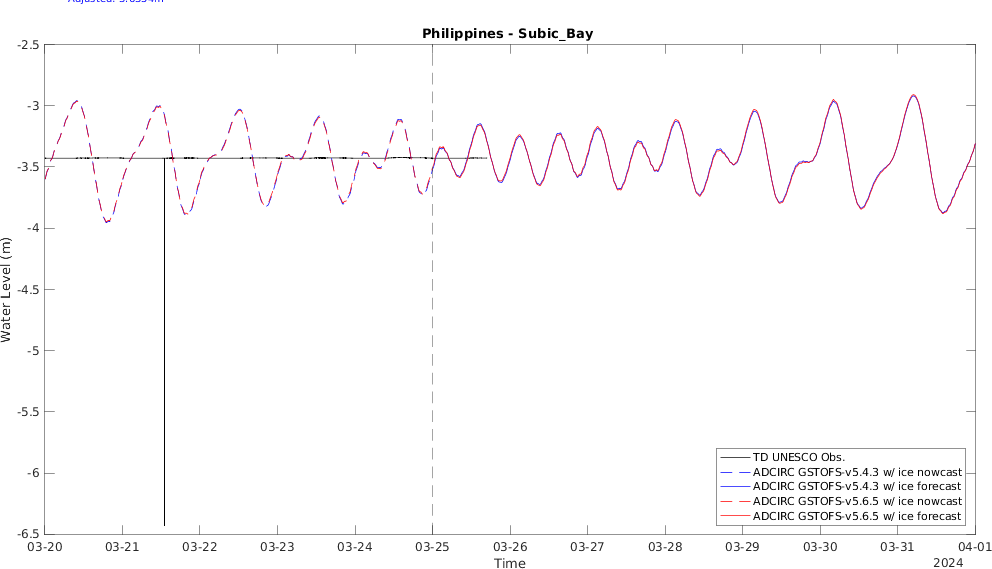 Philippines - Subic_Bay
-2.5
-3
-3.5
-4
-4.5
-5
-5.5
-6
-6.5
Water Level (m)
TD UNESCO Obs.
ADCIRC GSTOFS-v5.4.3 w/ ice nowcast
ADCIRC GSTOFS-v5.4.3 w/ ice forecast
ADCIRC GSTOFS-v5.6.5 w/ ice nowcast
ADCIRC GSTOFS-v5.6.5 w/ ice forecast
03-20 03-21 03-22 03-23 03-24 03-25 03-26 03-27 03-28 03-29 03-30 03-31 04-01
Time
2024